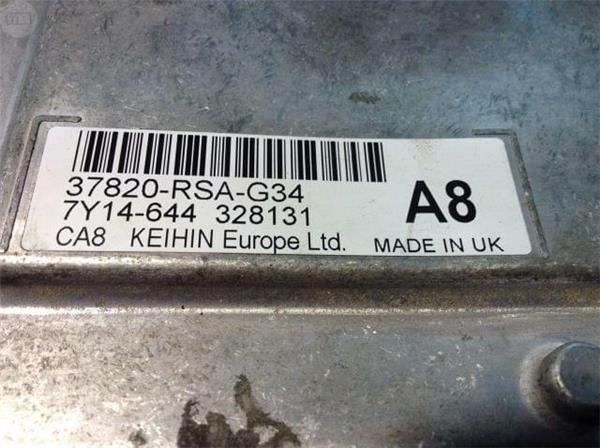 37820-RSA-G34
7Y14-644 328131
A8
CA8 KEIHIN Europe Ltd. MADE IN UK